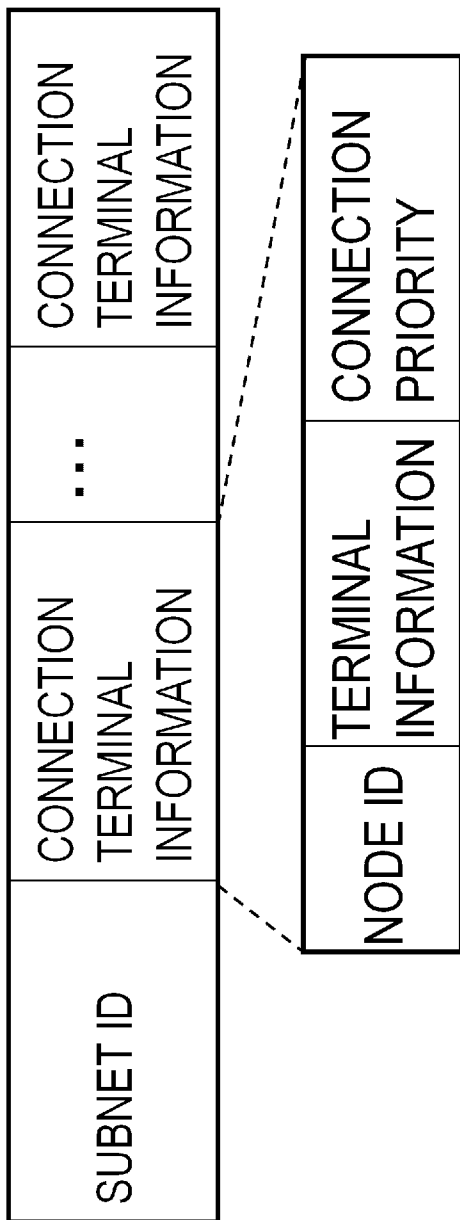 SUBNET ID
CONNECTION
TERMINAL
INFORMATION
...
CONNECTION
TERMINAL
INFORMATION
NODE ID
TERMINAL
INFORMATION
CONNECTION
PRIORITY